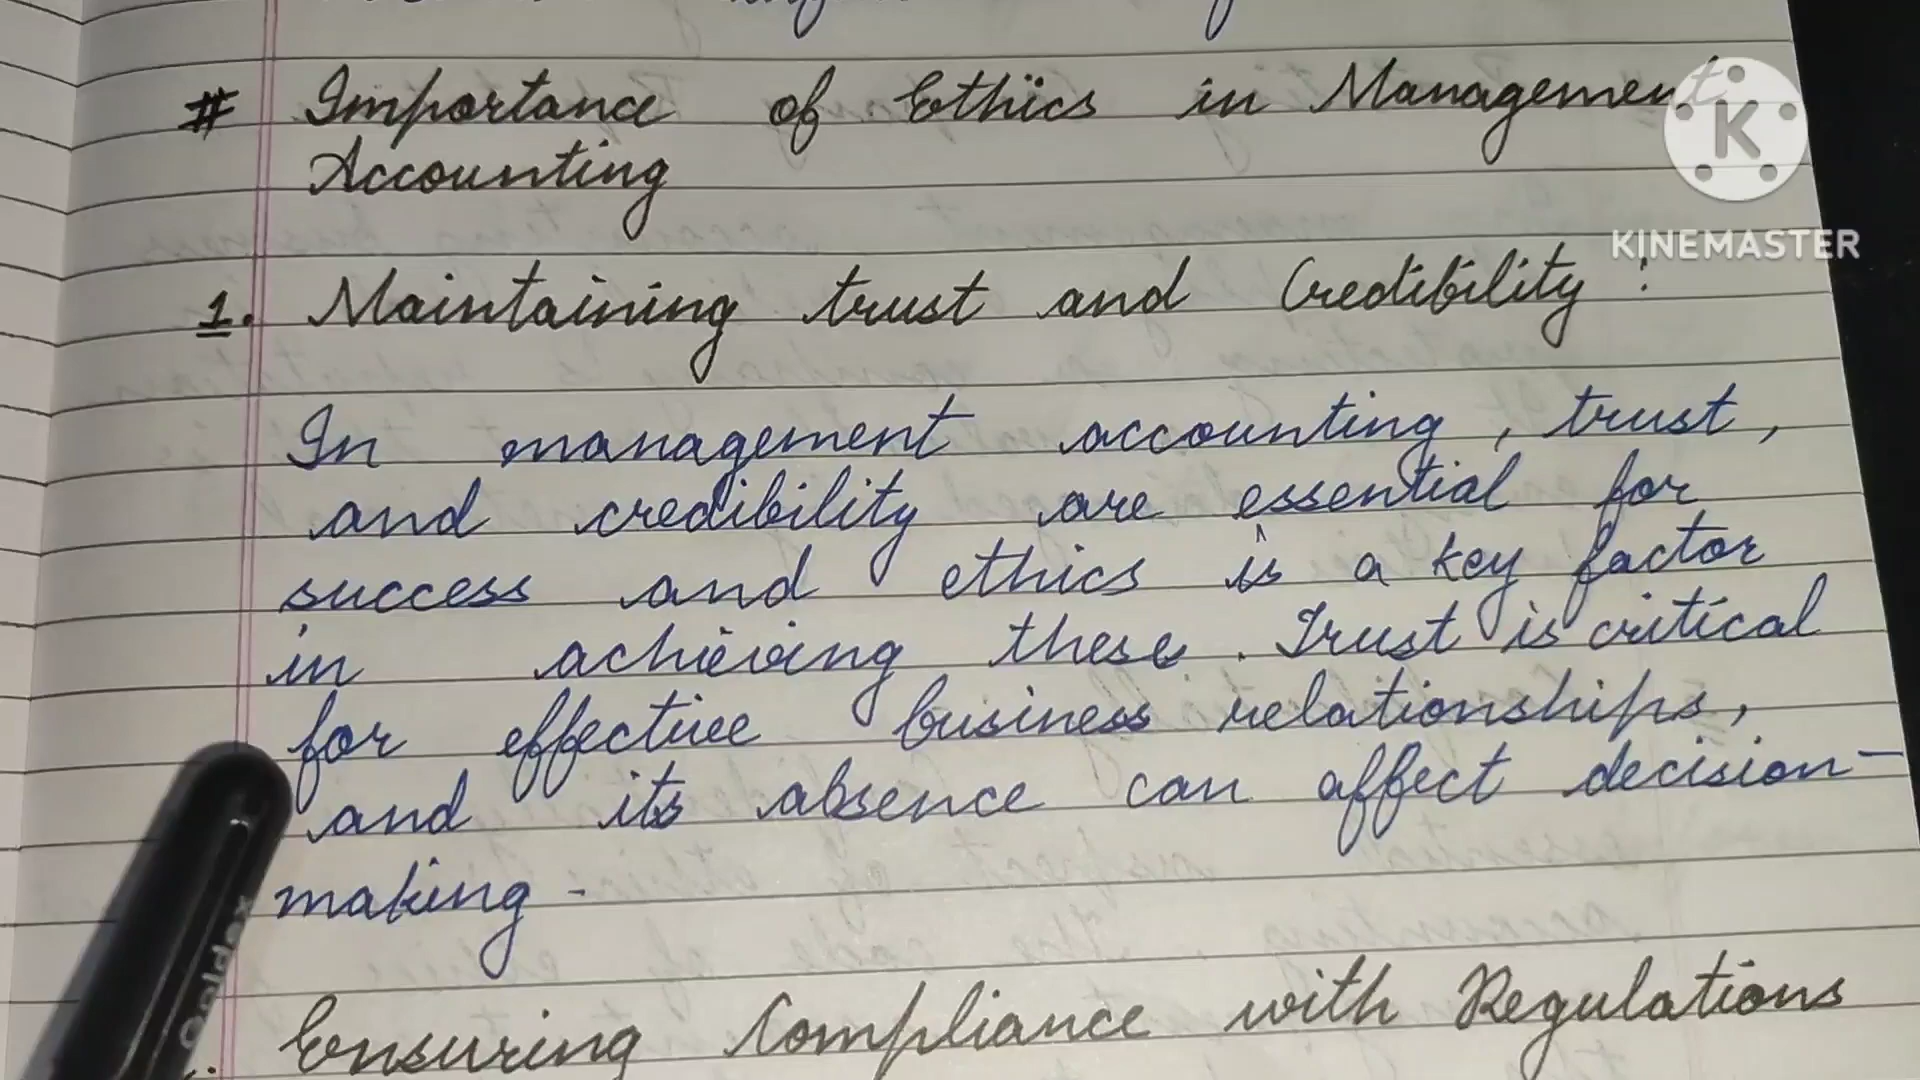 # Importance of Ethics in Management
Accounting
K
KINEMASTER
1. Maintaining trust and Credibility :
In management accounting, trust,
and credibility are essential for
success and ethics is a key factor
in achieving these. Trust is critical
for effective business relationships,
and its absence can affect decision-
making -
Ensuring Compliance with Regulations